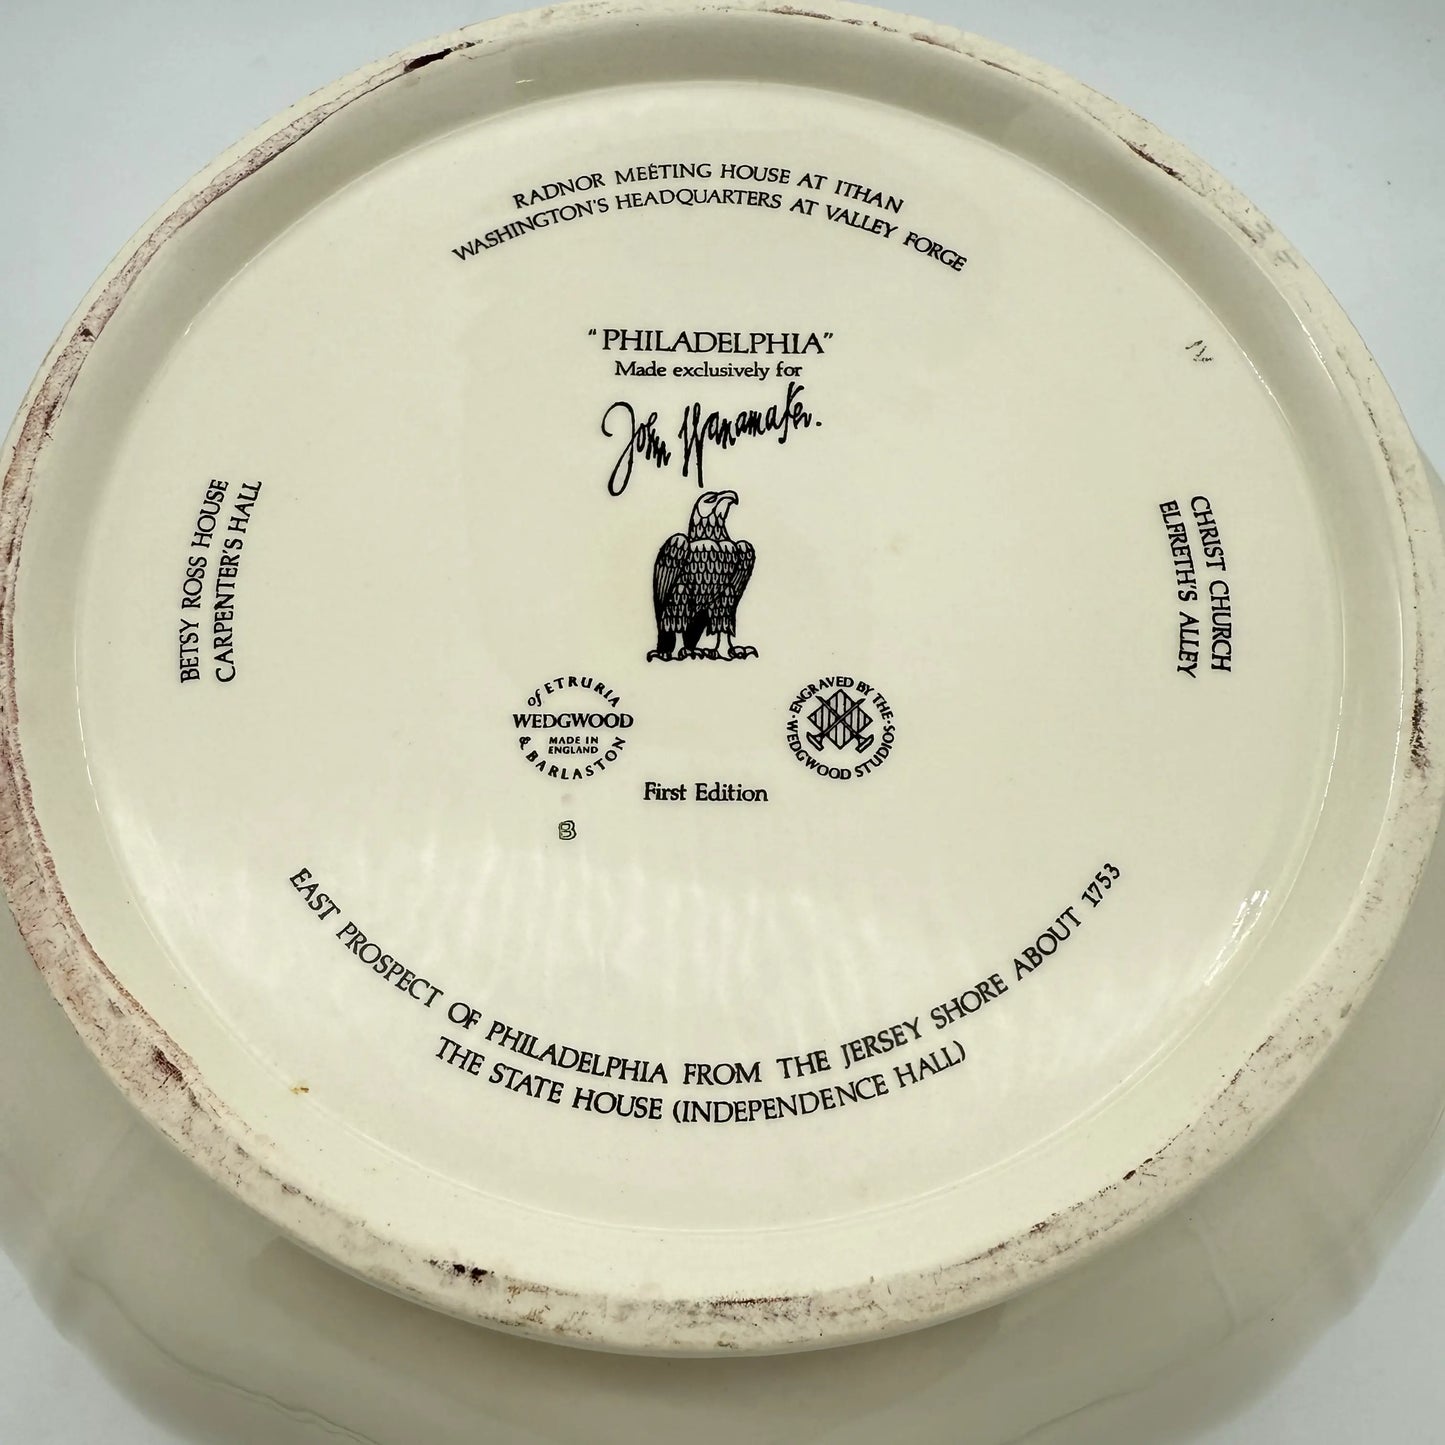 RADNOR MEETING HOUSE AT ITHAN
WASHINGTON'S HEADQUARTERS AT VALLEY FORGE
"PHILADELPHIA"
Made exclusively for
John Wanamaker.
BETSY ROSS HOUSE
CARPENTER'S HALL
CHRIST CHURCH
ELFRETH'S ALLEY
of ETRURIA
WEDGWOOD
MADE IN
ENGLAND
& BARLASTON
ENGRAVED BY THE
WEDGWOOD STUDIOS
First Edition
B
EAST PROSPECT OF PHILADELPHIA FROM THE JERSEY SHORE ABOUT 1753
THE STATE HOUSE (INDEPENDENCE HALL)